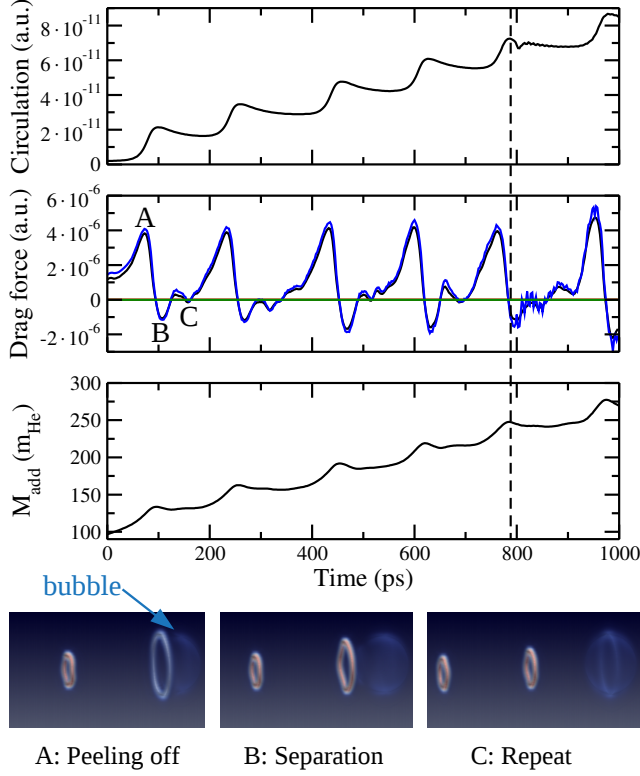 Circulation (a.u.)
8·10⁻¹¹
6·10⁻¹¹
4·10⁻¹¹
2·10⁻¹¹
0
Drag force (a.u.)
6·10⁻⁶
4·10⁻⁶
2·10⁻⁶
0
-2·10⁻⁶
A
B
C
M_add (m_He)
300
250
200
150
100
0 200 400 600 800 1000
Time (ps)
bubble
A: Peeling off B: Separation C: Repeat